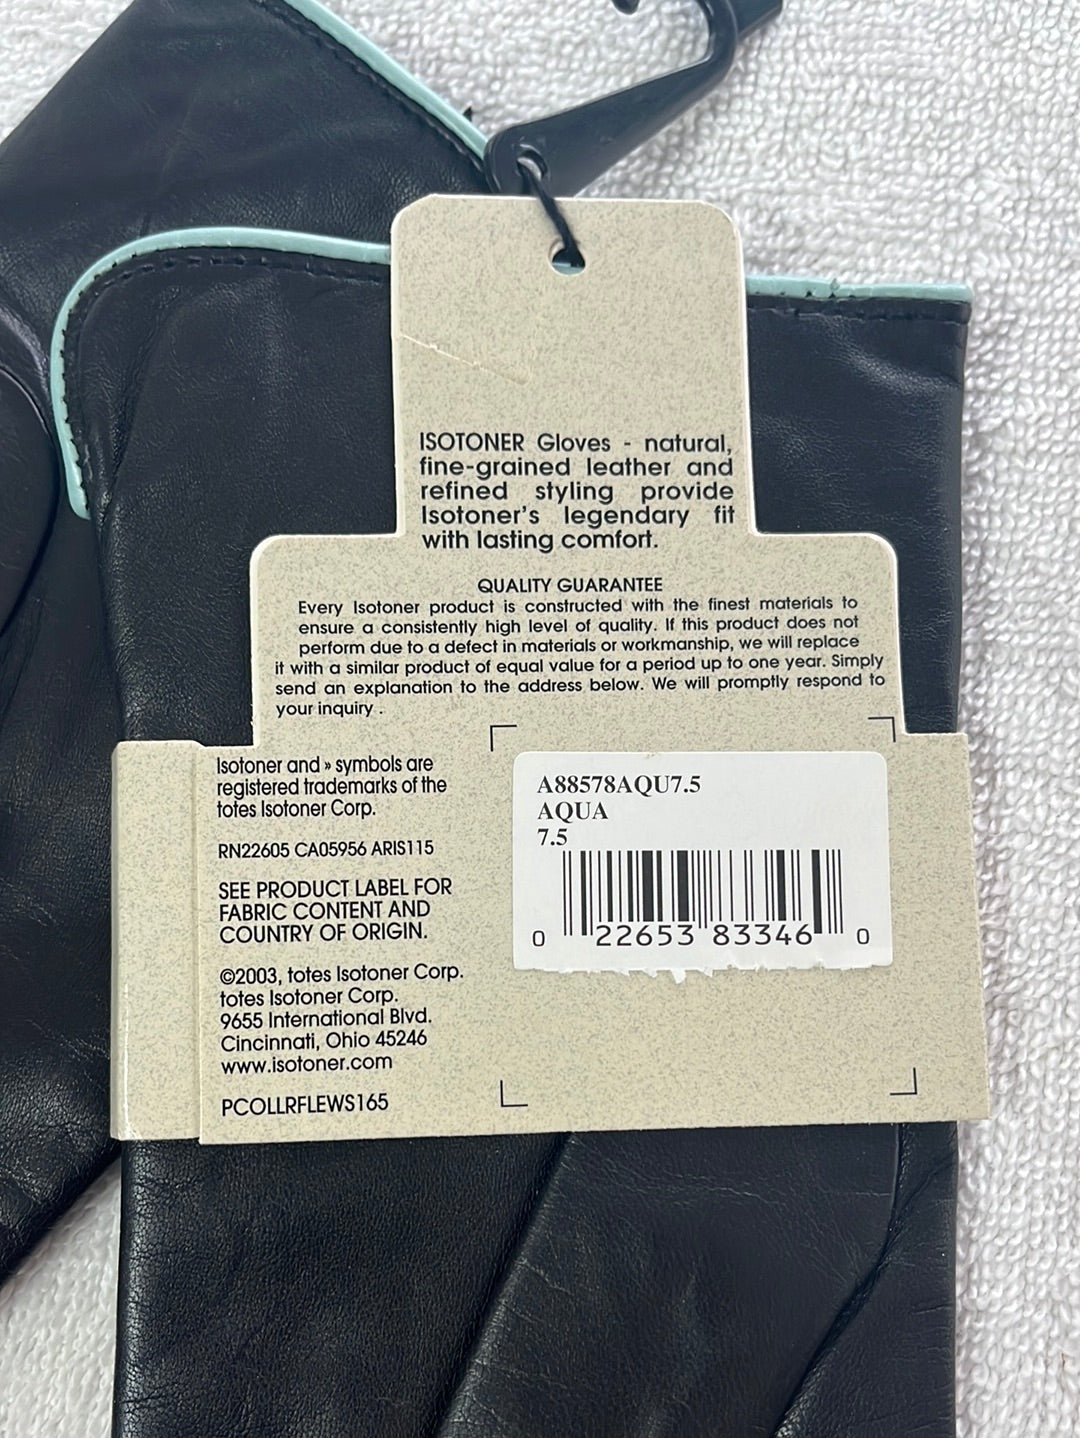 ISOTONER Gloves - natural,
fine-grained leather and
refined styling provide
Isotoner's legendary fit
with lasting comfort.
QUALITY GUARANTEE
Every Isotoner product is constructed with the finest materials to
ensure a consistently high level of quality. If this product does not
perform due to a defect in materials or workmanship, we will replace
it with a similar product of equal value for a period up to one year. Simply
send an explanation to the address below. We will promptly respond to
your inquiry .
Isotoner and » symbols are
registered trademarks of the
totes Isotoner Corp.
RN22605 CA05956 ARIS115
SEE PRODUCT LABEL FOR
FABRIC CONTENT AND
COUNTRY OF ORIGIN.
©2003, totes Isotoner Corp.
totes Isotoner Corp.
9655 International Blvd.
Cincinnati, Ohio 45246
www.isotoner.com
PCOLLRFLEWS165
A88578AQU7.5
AQUA
7.5
0 22653 83346 0